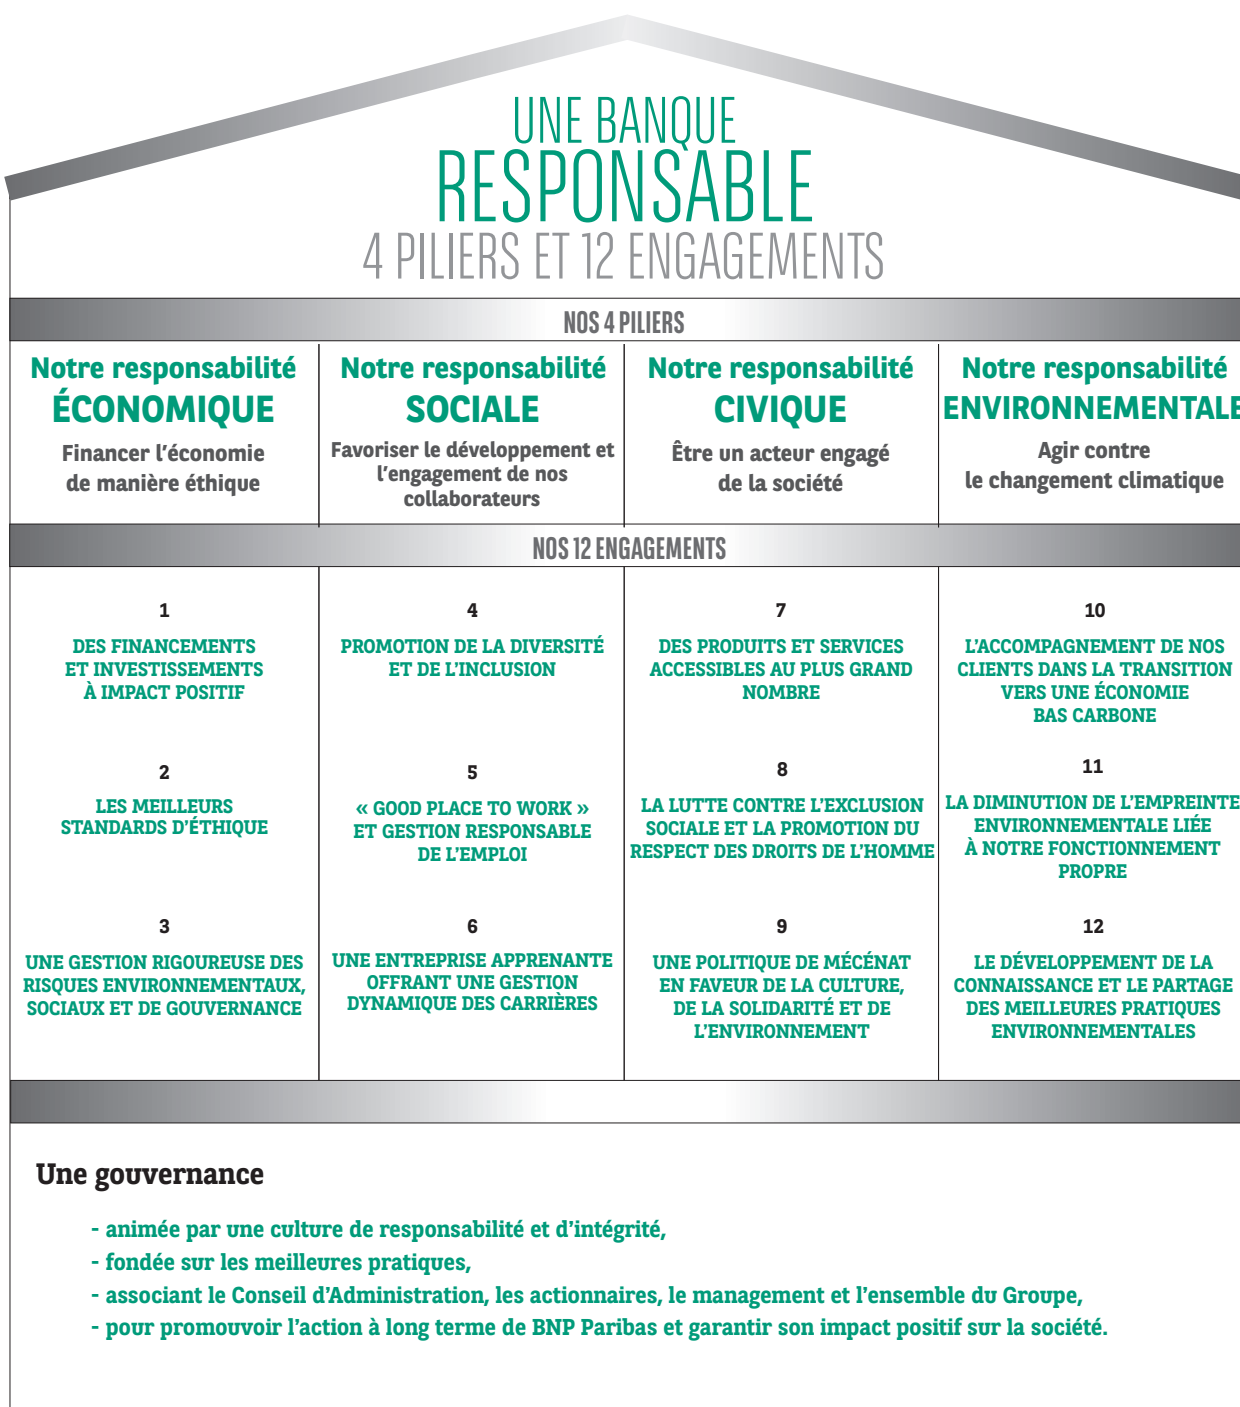 UNE BANQUE
RESPONSABLE
4 PILIERS ET 12 ENGAGEMENTS
NOS 4 PILIERS
Notre responsabilité
ÉCONOMIQUE
Financer l’économie
de manière éthique
Notre responsabilité
SOCIALE
Favoriser le développement et
l’engagement de nos
collaborateurs
Notre responsabilité
CIVIQUE
Être un acteur engagé
de la société
Notre responsabilité
ENVIRONNEMENTALE
Agir contre
le changement climatique
NOS 12 ENGAGEMENTS
1
DES FINANCEMENTS
ET INVESTISSEMENTS
À IMPACT POSITIF
2
LES MEILLEURS
STANDARDS D’ÉTHIQUE
3
UNE GESTION RIGOUREUSE DES
RISQUES ENVIRONNEMENTAUX,
SOCIAUX ET DE GOUVERNANCE
4
PROMOTION DE LA DIVERSITÉ
ET DE L’INCLUSION
5
« GOOD PLACE TO WORK »
ET GESTION RESPONSABLE
DE L’EMPLOI
6
UNE ENTREPRISE APPRENANTE
OFFRANT UNE GESTION
DYNAMIQUE DES CARRIÈRES
7
DES PRODUITS ET SERVICES
ACCESSIBLES AU PLUS GRAND
NOMBRE
8
LA LUTTE CONTRE L’EXCLUSION
SOCIALE ET LA PROMOTION DU
RESPECT DES DROITS DE L’HOMME
9
UNE POLITIQUE DE MÉCÉNAT
EN FAVEUR DE LA CULTURE,
DE LA SOLIDARITÉ ET DE
L’ENVIRONNEMENT
10
L’ACCOMPAGNEMENT DE NOS
CLIENTS DANS LA TRANSITION
VERS UNE ÉCONOMIE
BAS CARBONE
11
LA DIMINUTION DE L’EMPREINTE
ENVIRONNEMENTALE LIÉE
À NOTRE FONCTIONNEMENT
PROPRE
12
LE DÉVELOPPEMENT DE LA
CONNAISSANCE ET LE PARTAGE
DES MEILLEURES PRATIQUES
ENVIRONNEMENTALES
Une gouvernance
- animée par une culture de responsabilité et d’intégrité,
- fondée sur les meilleures pratiques,
- associant le Conseil d’Administration, les actionnaires, le management et l’ensemble du Groupe,
- pour promouvoir l’action à long terme de BNP Paribas et garantir son impact positif sur la société.